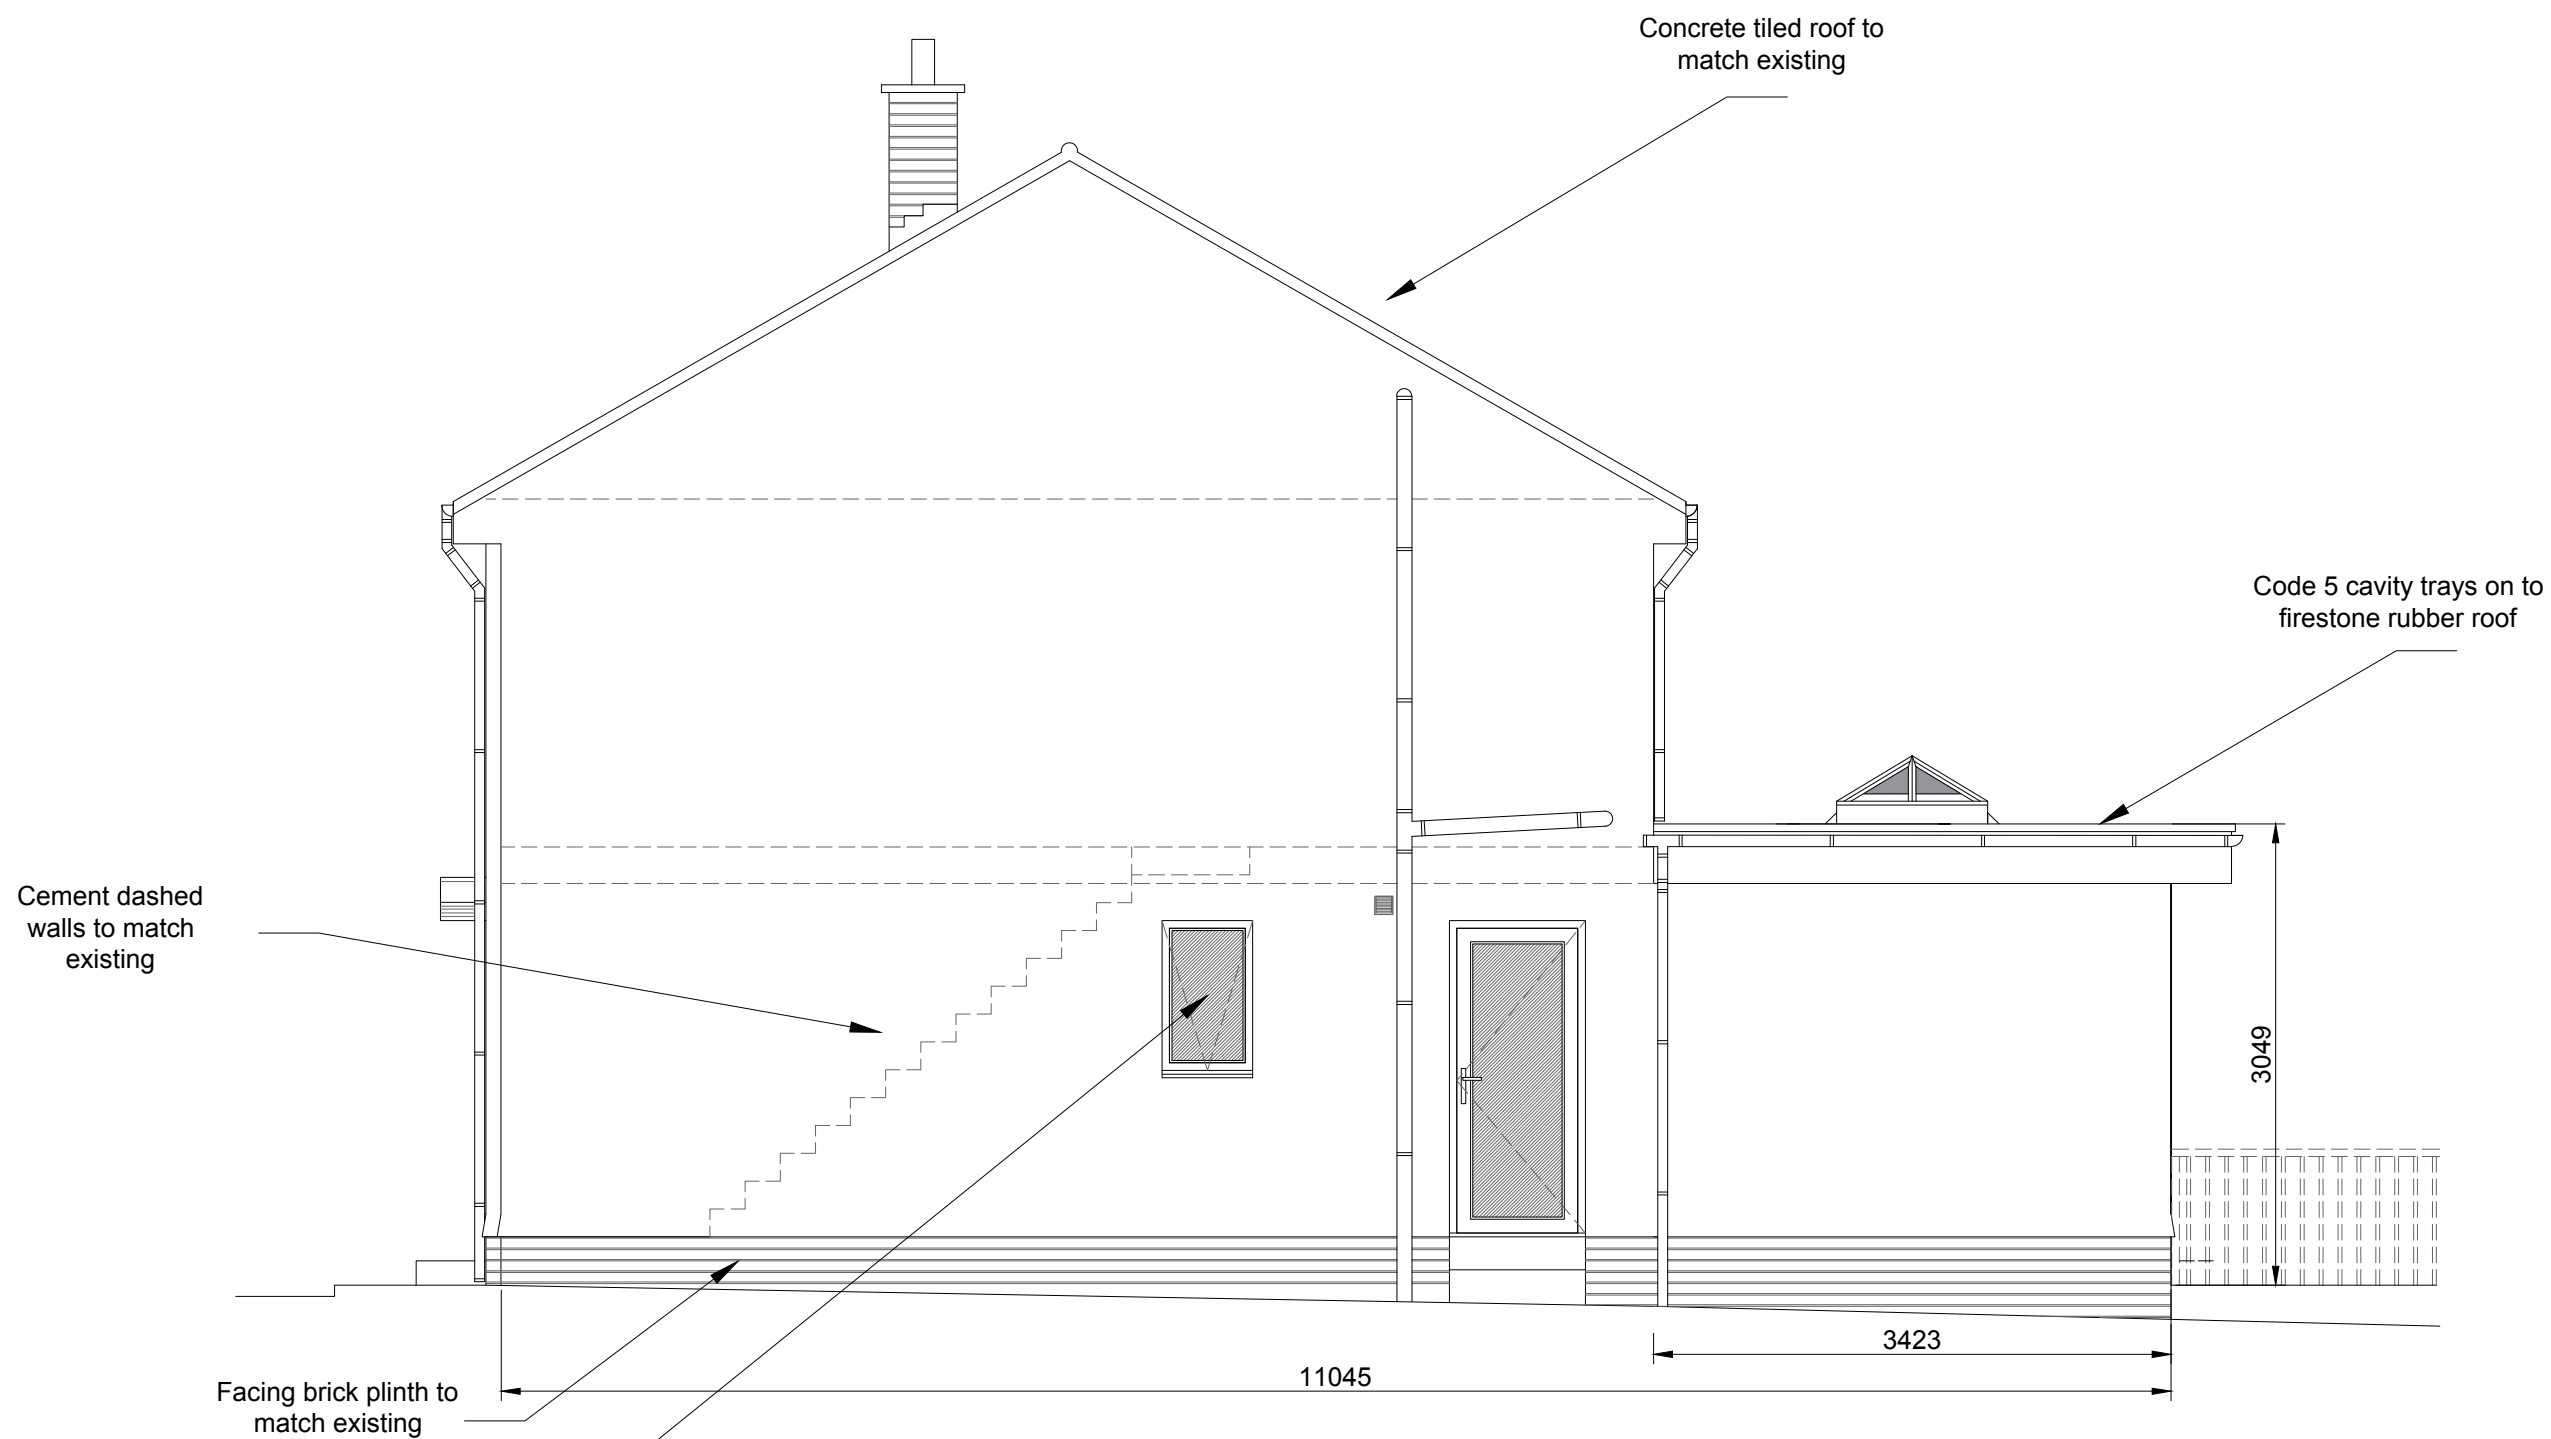 Concrete tiled roof to
match existing
Code 5 cavity trays on to
firestone rubber roof
Cement dashed
walls to match
existing
3049
3423
11045
Facing brick plinth to
match existing